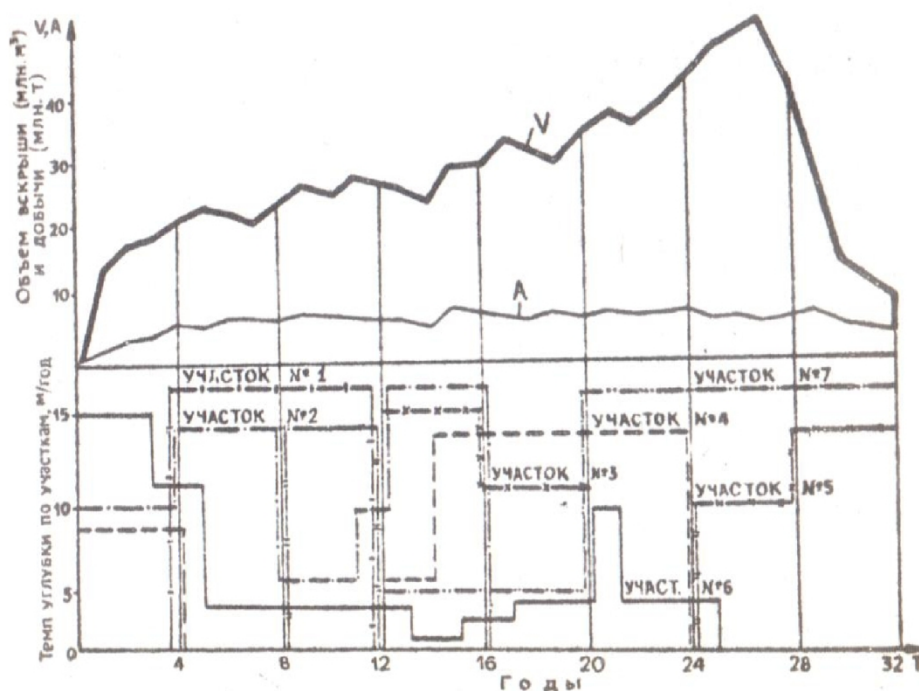 V,A
Объем вскрыши (млн. м³)
и добычи (млн. т)
40
30
20
10
V
A
Темп углубки по участкам, м/год
15
10
5
0
УЧАСТОК №1
УЧАСТОК №2
УЧАСТОК №7
УЧАСТОК №4
УЧАСТОК №3
УЧАСТОК №5
УЧАСТ. №6
4 8 12 16 20 24 28 32 T
Годы